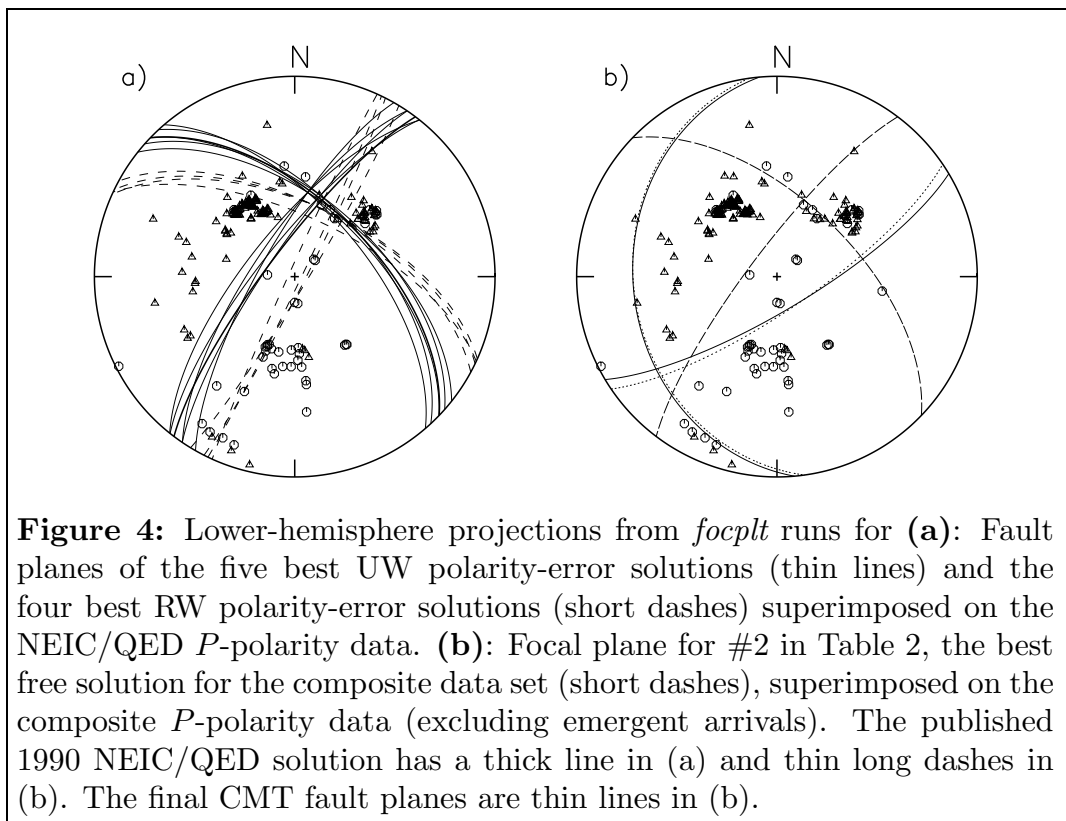 a)
N
b)
N
Figure 4: Lower-hemisphere projections from focplt runs for (a): Fault
planes of the five best UW polarity-error solutions (thin lines) and the
four best RW polarity-error solutions (short dashes) superimposed on the
NEIC/QED P-polarity data. (b): Focal plane for #2 in Table 2, the best
free solution for the composite data set (short dashes), superimposed on the
composite P-polarity data (excluding emergent arrivals). The published
1990 NEIC/QED solution has a thick line in (a) and thin long dashes in
(b). The final CMT fault planes are thin lines in (b).